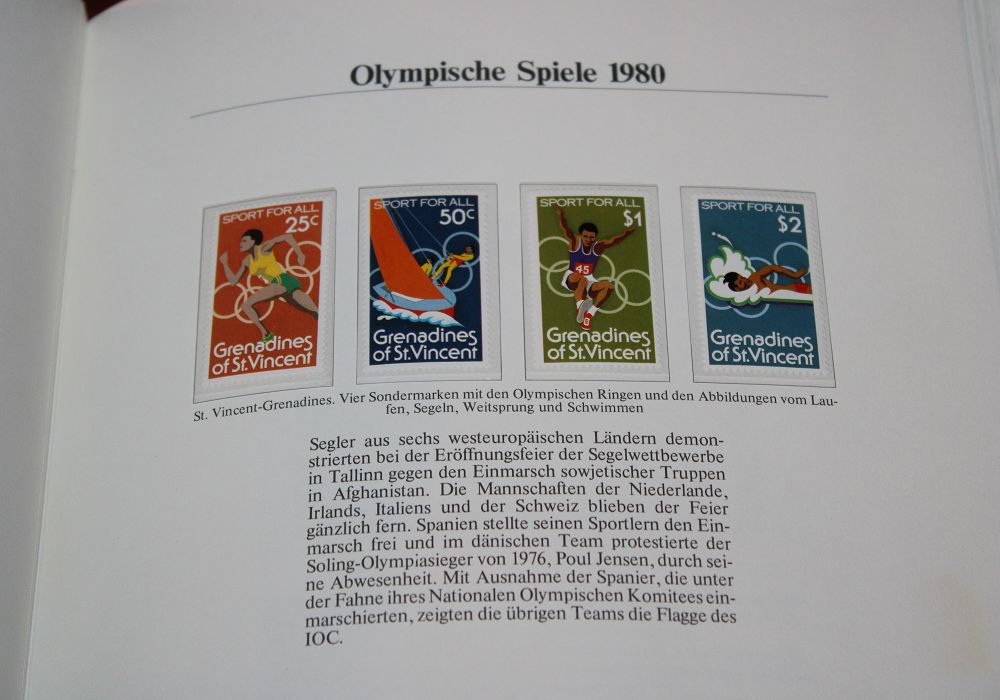 Olympische Spiele 1980
SPORT FOR ALL
25c
Grenadines
of St.Vincent
SPORT FOR ALL
50c
Grenadines
of St.Vincent
SPORT FOR ALL
$1
45
Grenadines
of St.Vincent
SPORT FOR ALL
$2
Grenadines
of St.Vincent
St. Vincent-Grenadines. Vier Sondermarken mit den Olympischen Ringen und den Abbildungen vom Lau-
fen, Segeln, Weitsprung und Schwimmen
Segler aus sechs westeuropäischen Ländern demon-
strierten bei der Eröffnungsfeier der Segelwettbewerbe
in Tallinn gegen den Einmarsch sowjetischer Truppen
in Afghanistan. Die Mannschaften der Niederlande,
Irlands, Italiens und der Schweiz blieben der Feier
gänzlich fern. Spanien stellte seinen Sportlern den Ein-
marsch frei und im dänischen Team protestierte der
Soling-Olympiasieger von 1976, Poul Jensen, durch sei-
ne Abwesenheit. Mit Ausnahme der Spanier, die unter
der Fahne ihres Nationalen Olympischen Komitees ein-
marschierten, zeigten die übrigen Teams die Flagge des
IOC.